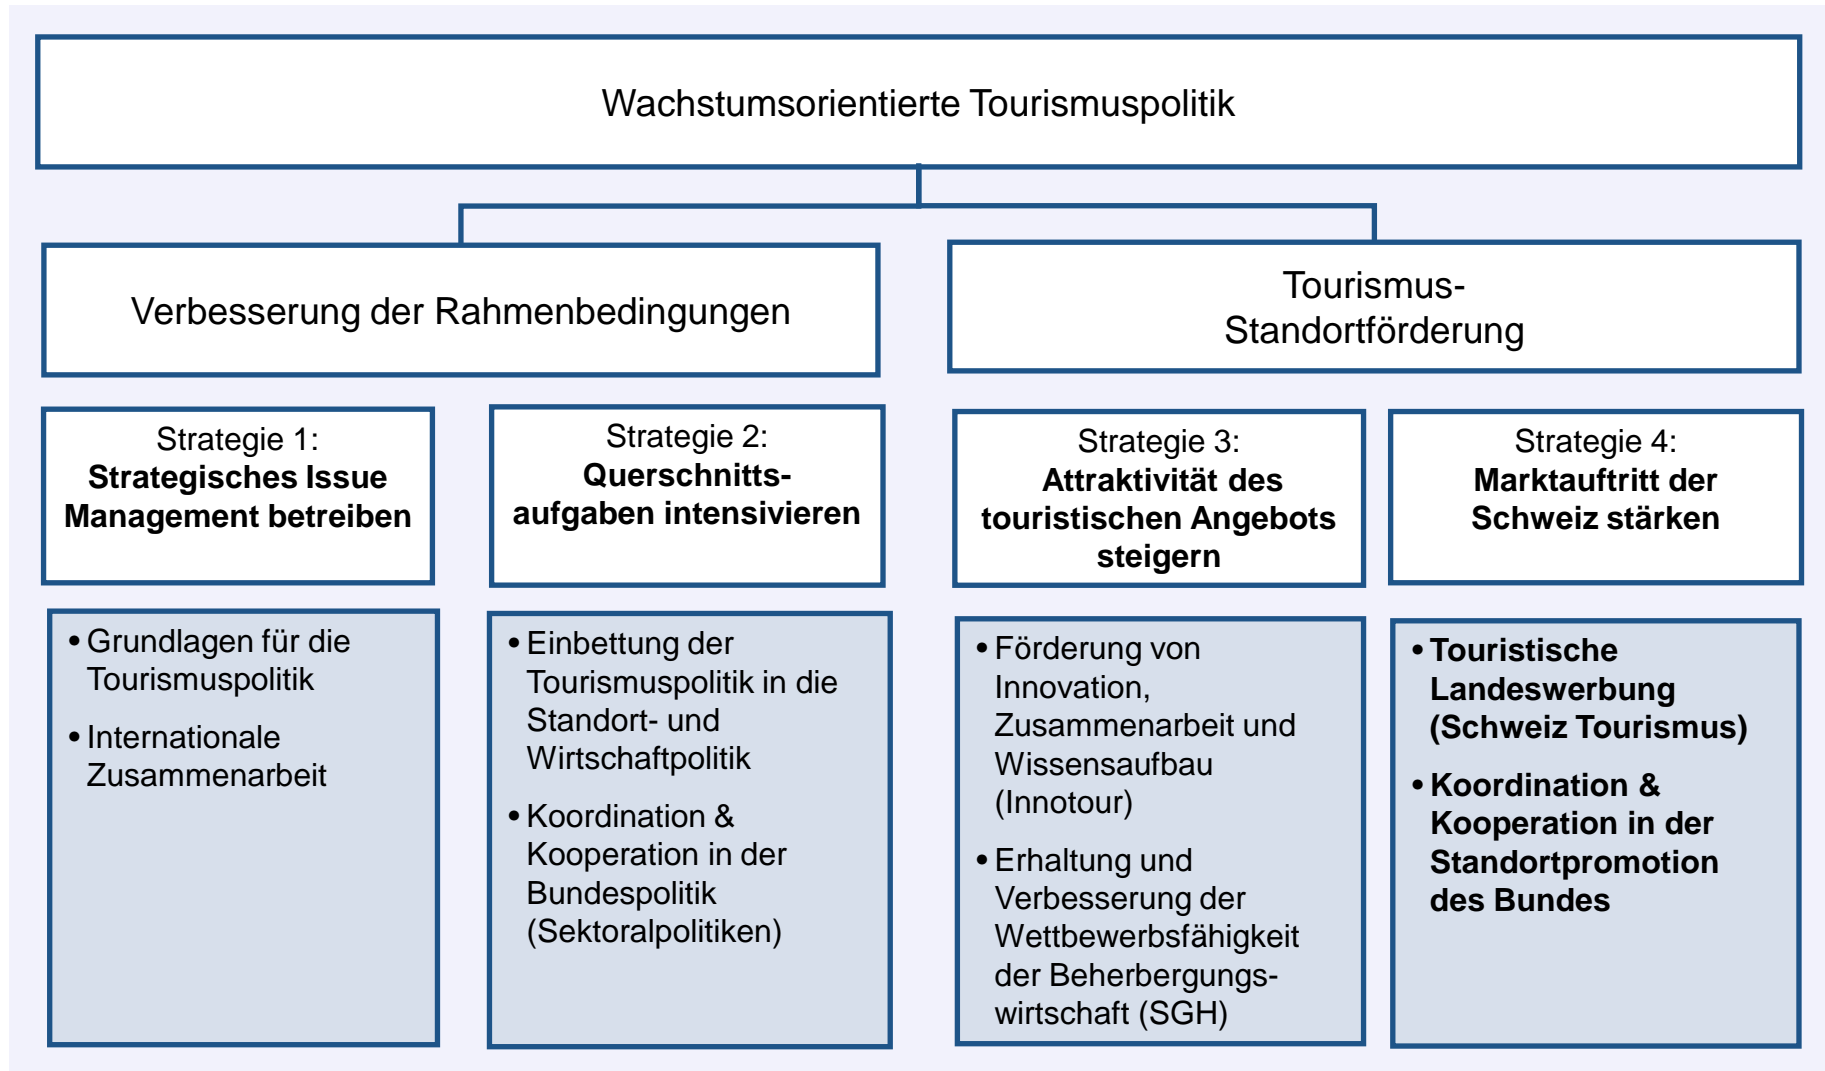 Wachstumsorientierte Tourismuspolitik
Verbesserung der Rahmenbedingungen
Tourismus-
Standortförderung
Strategie 1:
Strategisches Issue
Management betreiben
Strategie 2:
Querschnitts-
aufgaben intensivieren
Strategie 3:
Attraktivität des
touristischen Angebots
steigern
Strategie 4:
Marktauftritt der
Schweiz stärken
• Grundlagen für die
Tourismuspolitik
• Internationale
Zusammenarbeit
• Einbettung der
Tourismuspolitik in die
Standort- und
Wirtschaftpolitik
• Koordination &
Kooperation in der
Bundespolitik
(Sektoralpolitiken)
• Förderung von
Innovation,
Zusammenarbeit und
Wissensaufbau
(Innotour)
• Erhaltung und
Verbesserung der
Wettbewerbsfähigkeit
der Beherbergungs-
wirtschaft (SGH)
• Touristische
Landeswerbung
(Schweiz Tourismus)
• Koordination &
Kooperation in der
Standortpromotion
des Bundes